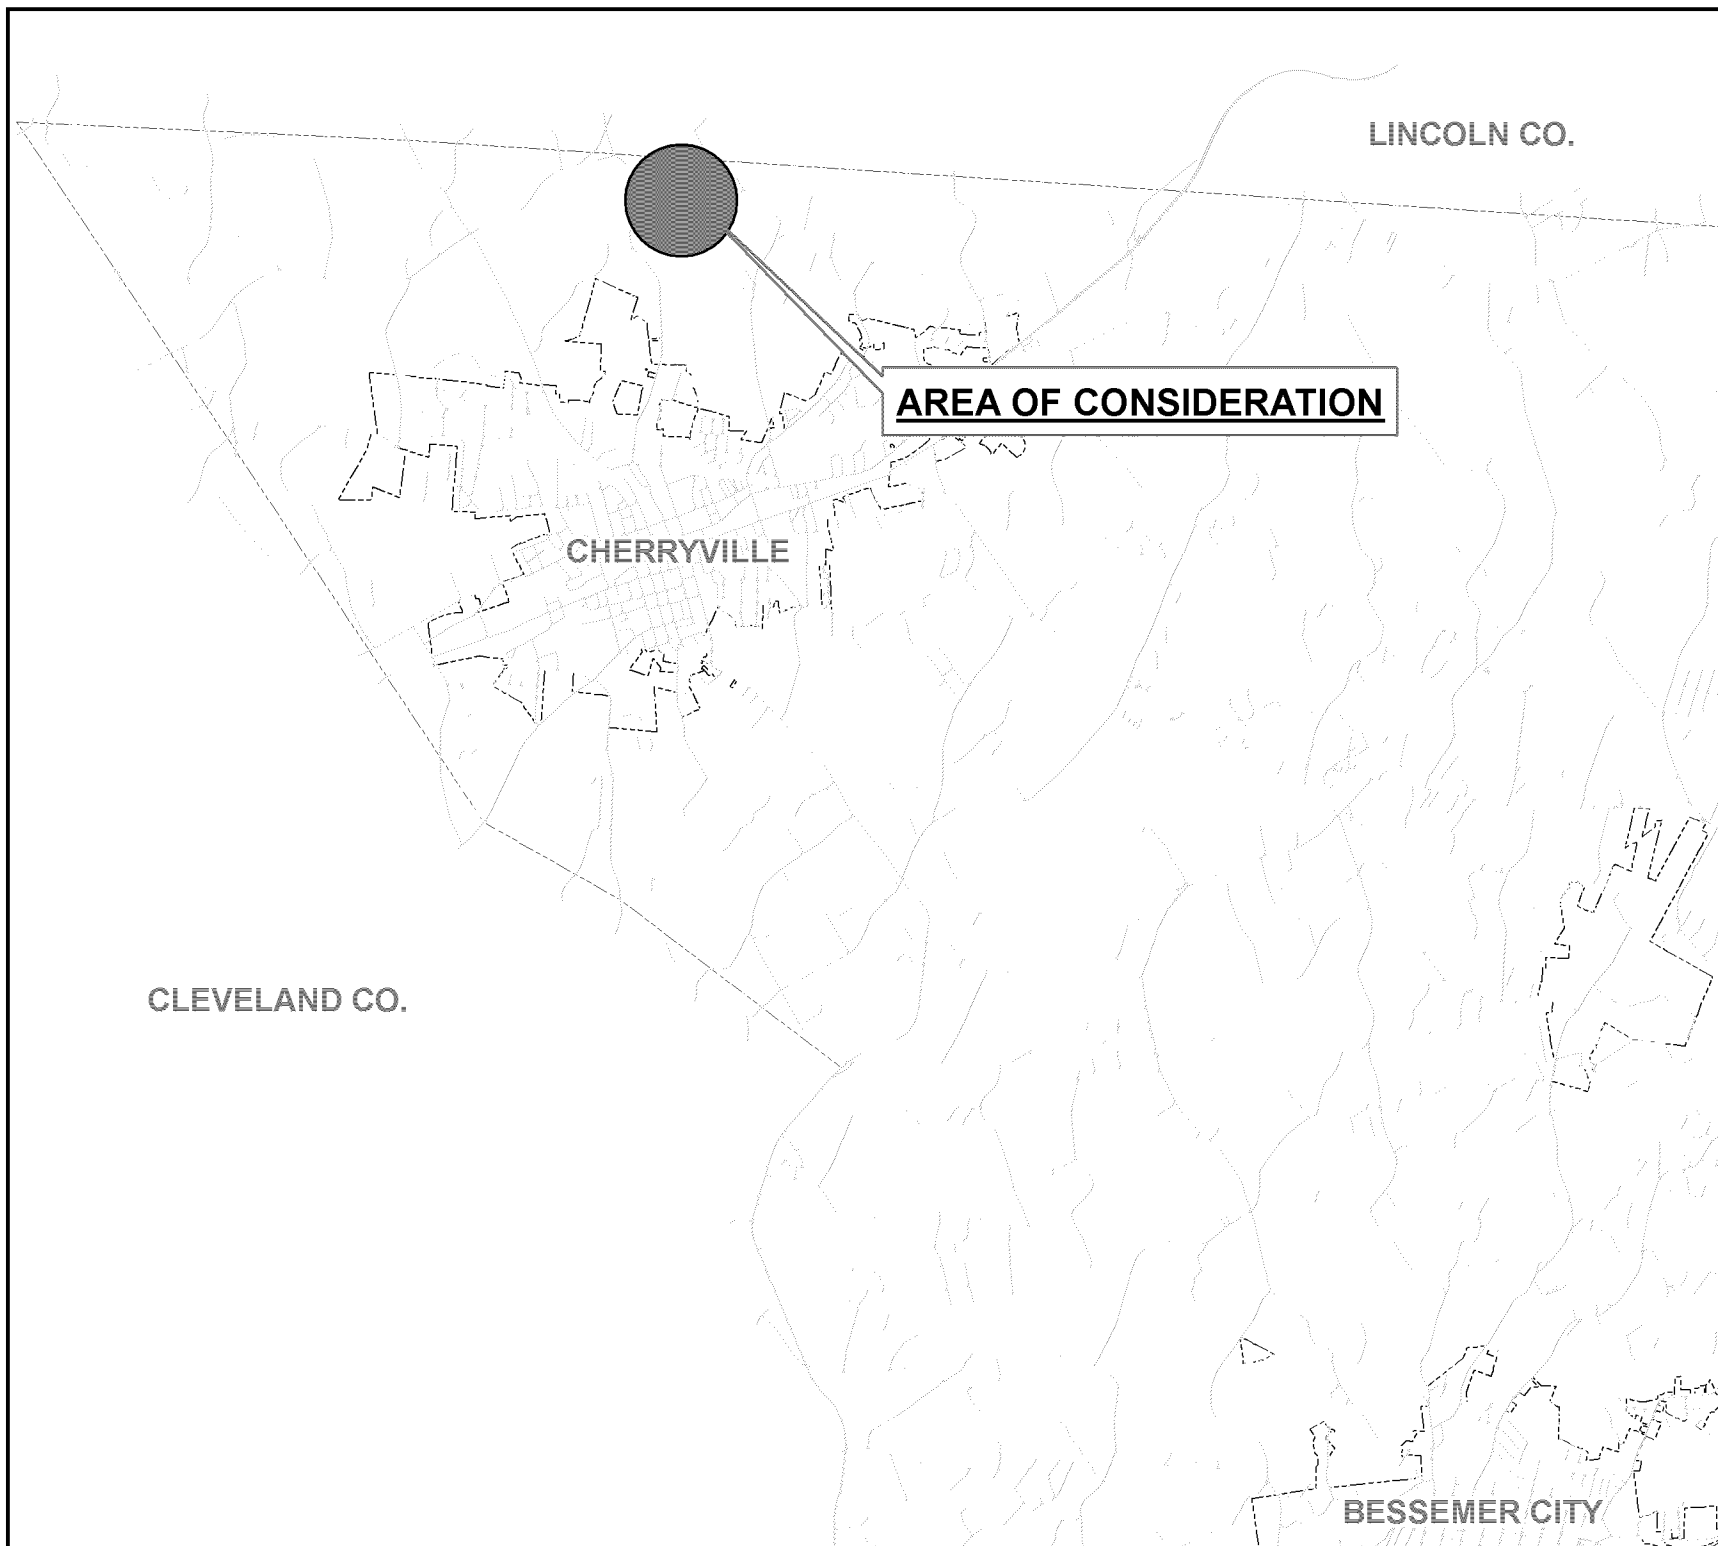 LINCOLN CO.
AREA OF CONSIDERATION
CHERRYVILLE
CLEVELAND CO.
BESSEMER CITY